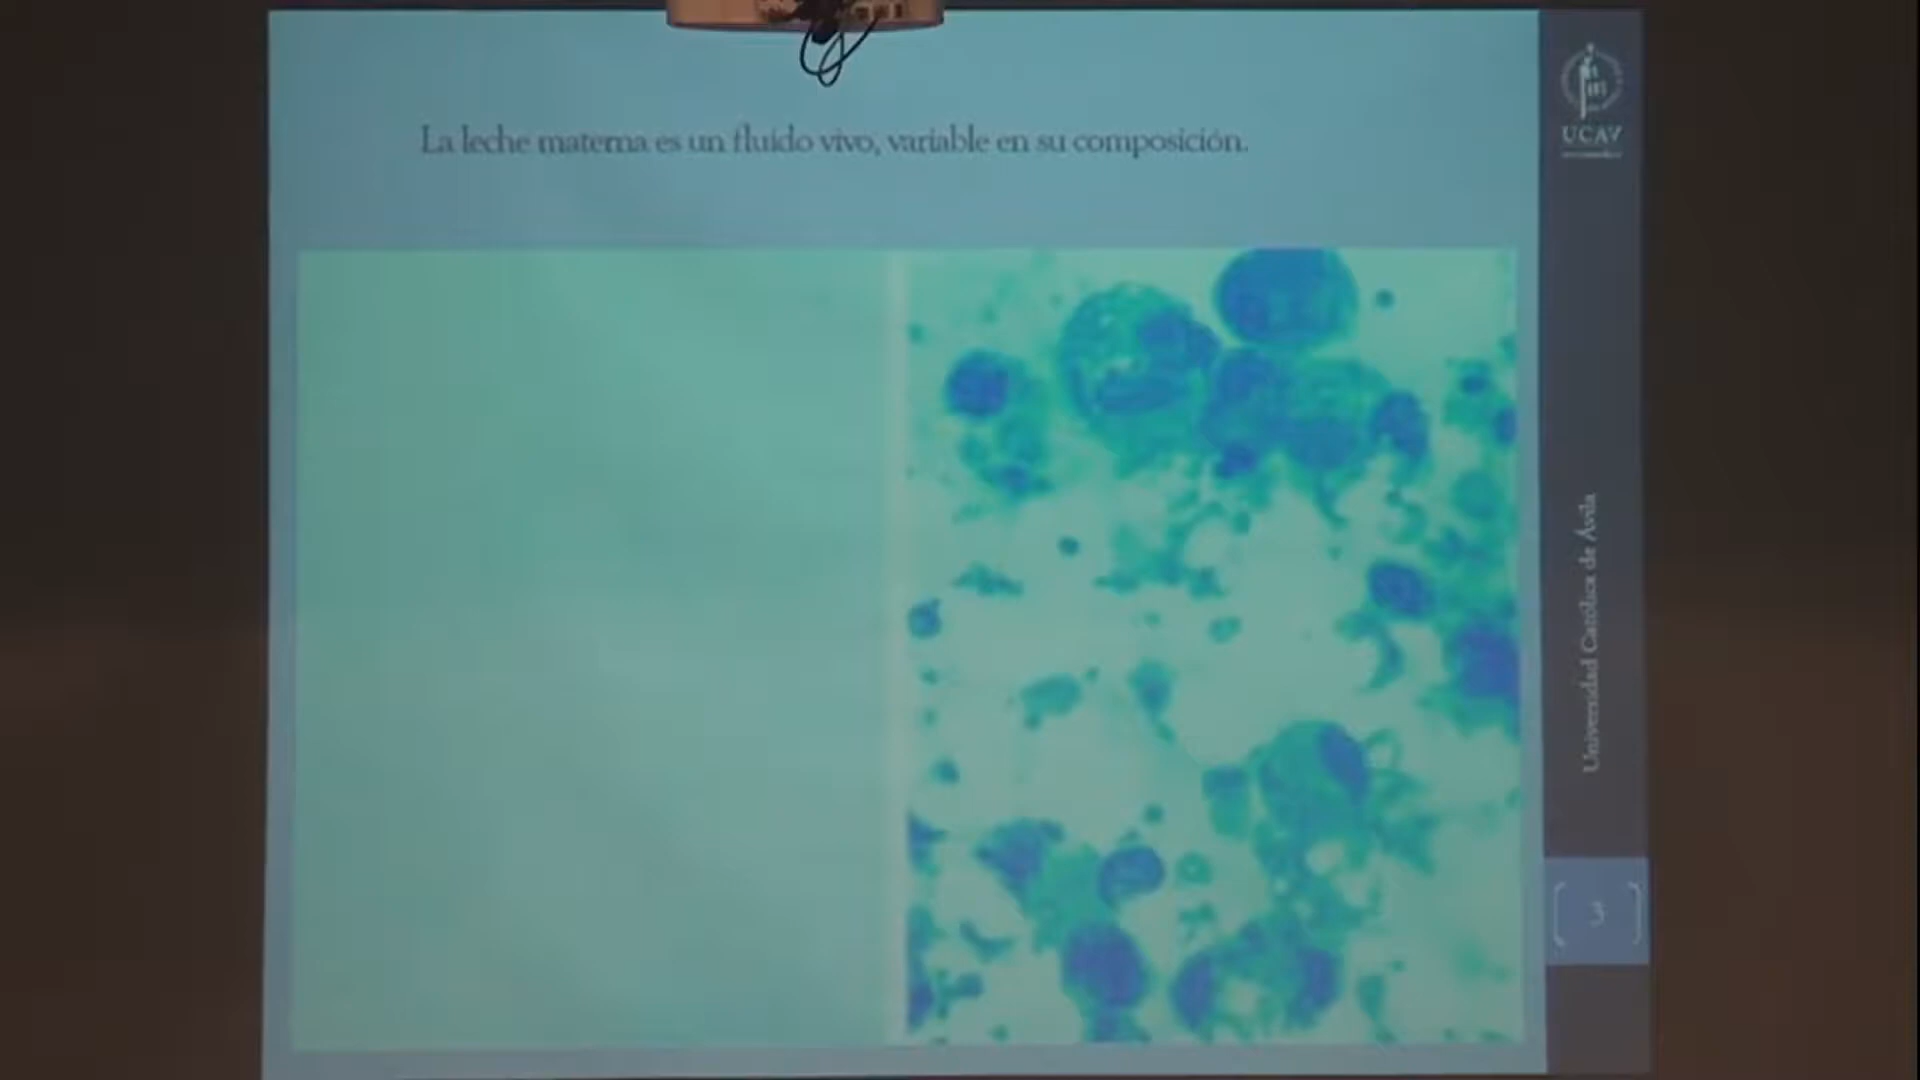 La leche materna es un fluido vivo, variable en su composición.
UCAV
Universidad Católica de Ávila
3